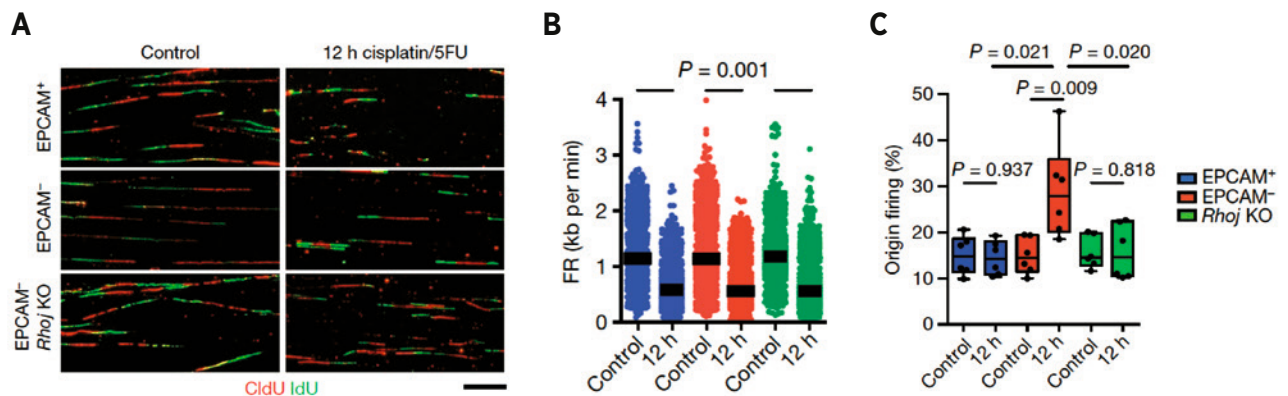 A
Control
12 h cisplatin/5FU
EPCAM+
EPCAM−
EPCAM−
Rhoj KO
CldU IdU
B
P = 0.001
FR (kb per min)
4
3
2
1
0
Control
12 h
Control
12 h
Control
12 h
C
P = 0.021
P = 0.020
P = 0.009
P = 0.937
P = 0.818
Origin firing (%)
50
40
30
20
10
0
Control
12 h
Control
12 h
Control
12 h
EPCAM+
EPCAM−
Rhoj KO